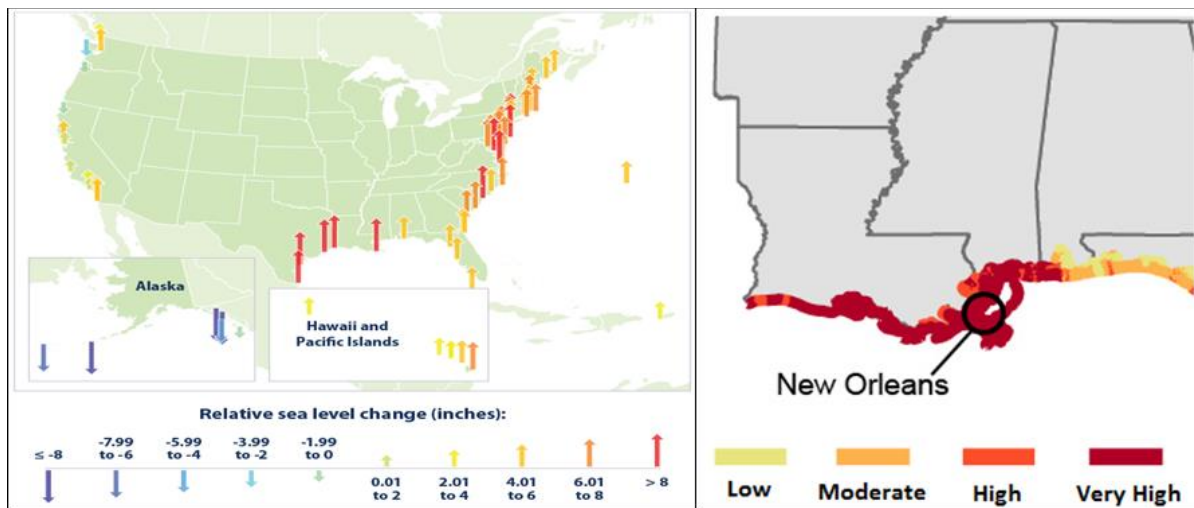 Alaska
Hawaii and
Pacific Islands
Relative sea level change (inches):
≤ -8
-7.99
to -6
-5.99
to -4
-3.99
to -2
-1.99
to 0
0.01
to 2
2.01
to 4
4.01
to 6
6.01
to 8
> 8
New Orleans
Low
Moderate
High
Very High